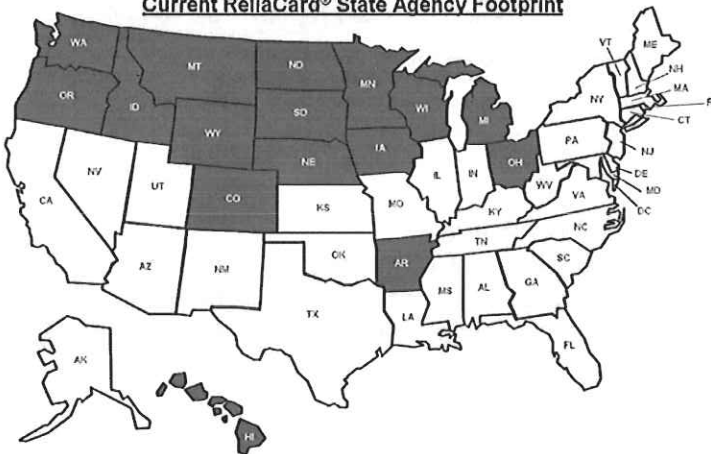 Current ReliaCard® State Agency Footprint
WA
MT
ND
MN
VT
ME
NH
MA
OR
ID
SD
WI
MI
NY
CT
WY
IA
PA
NJ
NE
OH
NV
UT
IL
IN
DE
MD
CA
CO
WV
VA
DC
KS
MO
KY
NC
TN
AZ
NM
OK
AR
SC
MS
AL
GA
TX
LA
FL
AK
HI